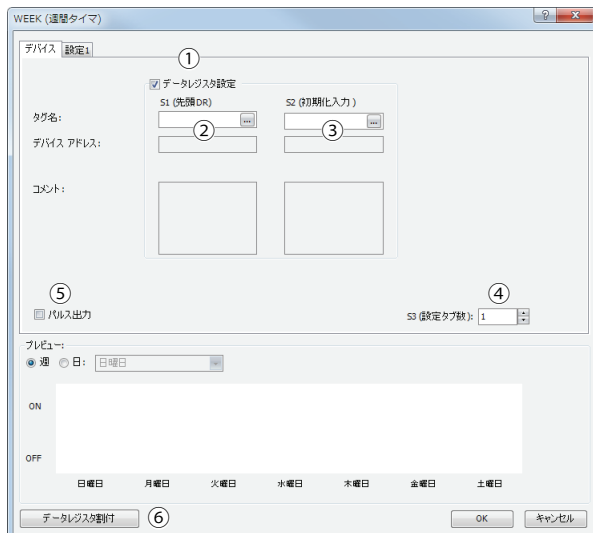 WEEK (週間タイマ)
デバイス 設定1
①
データレジスタ設定
S1 (先頭DR) S2 (初期化入力)
タグ名: ... ...
② ③
デバイス アドレス:
コメント:
⑤ ④
パルス出力 S3 (設定タブ数): 1
プレビュー:
週 日: 日曜日
ON
OFF
日曜日 月曜日 火曜日 水曜日 木曜日 金曜日 土曜日
データレジスタ割付 ⑥ OK キャンセル